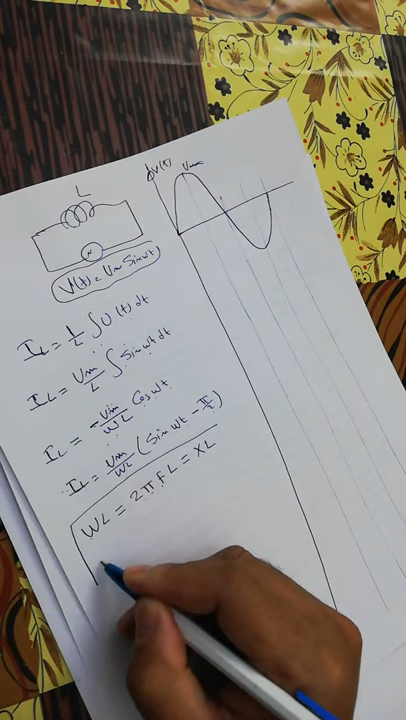 L
V(t)
Vm
V(t) = Vm Sin wt
IL = 1/L ∫ U(t) dt
IL = Vm/L ∫ Sin wt dt
IL = -Vm/WL Cos wt
∴ IL = Vm/WL (Sin wt - π/2)
WL = 2πFL = XL